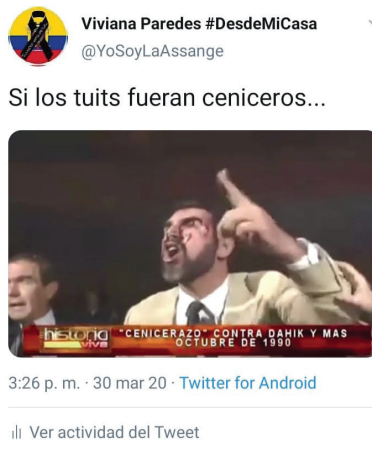 Viviana Paredes #DesdeMiCasa
@YoSoyLaAssange
Si los tuits fueran ceniceros...
historia
vive
"CENICERAZO" CONTRA DAHIK Y MAS
OCTUBRE DE 1990
3:26 p. m. · 30 mar 20 · Twitter for Android
Ver actividad del Tweet